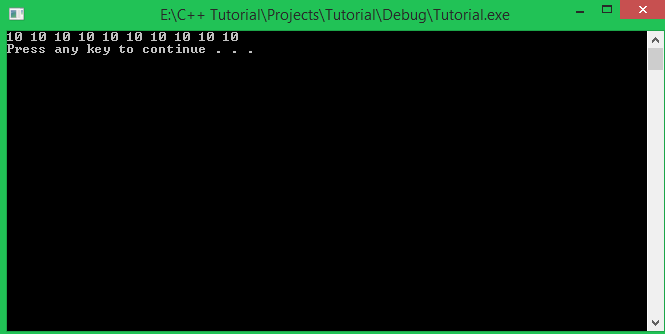 E:\C++ Tutorial\Projects\Tutorial\Debug\Tutorial.exe
10 10 10 10 10 10 10 10 10 10
Press any key to continue . . .